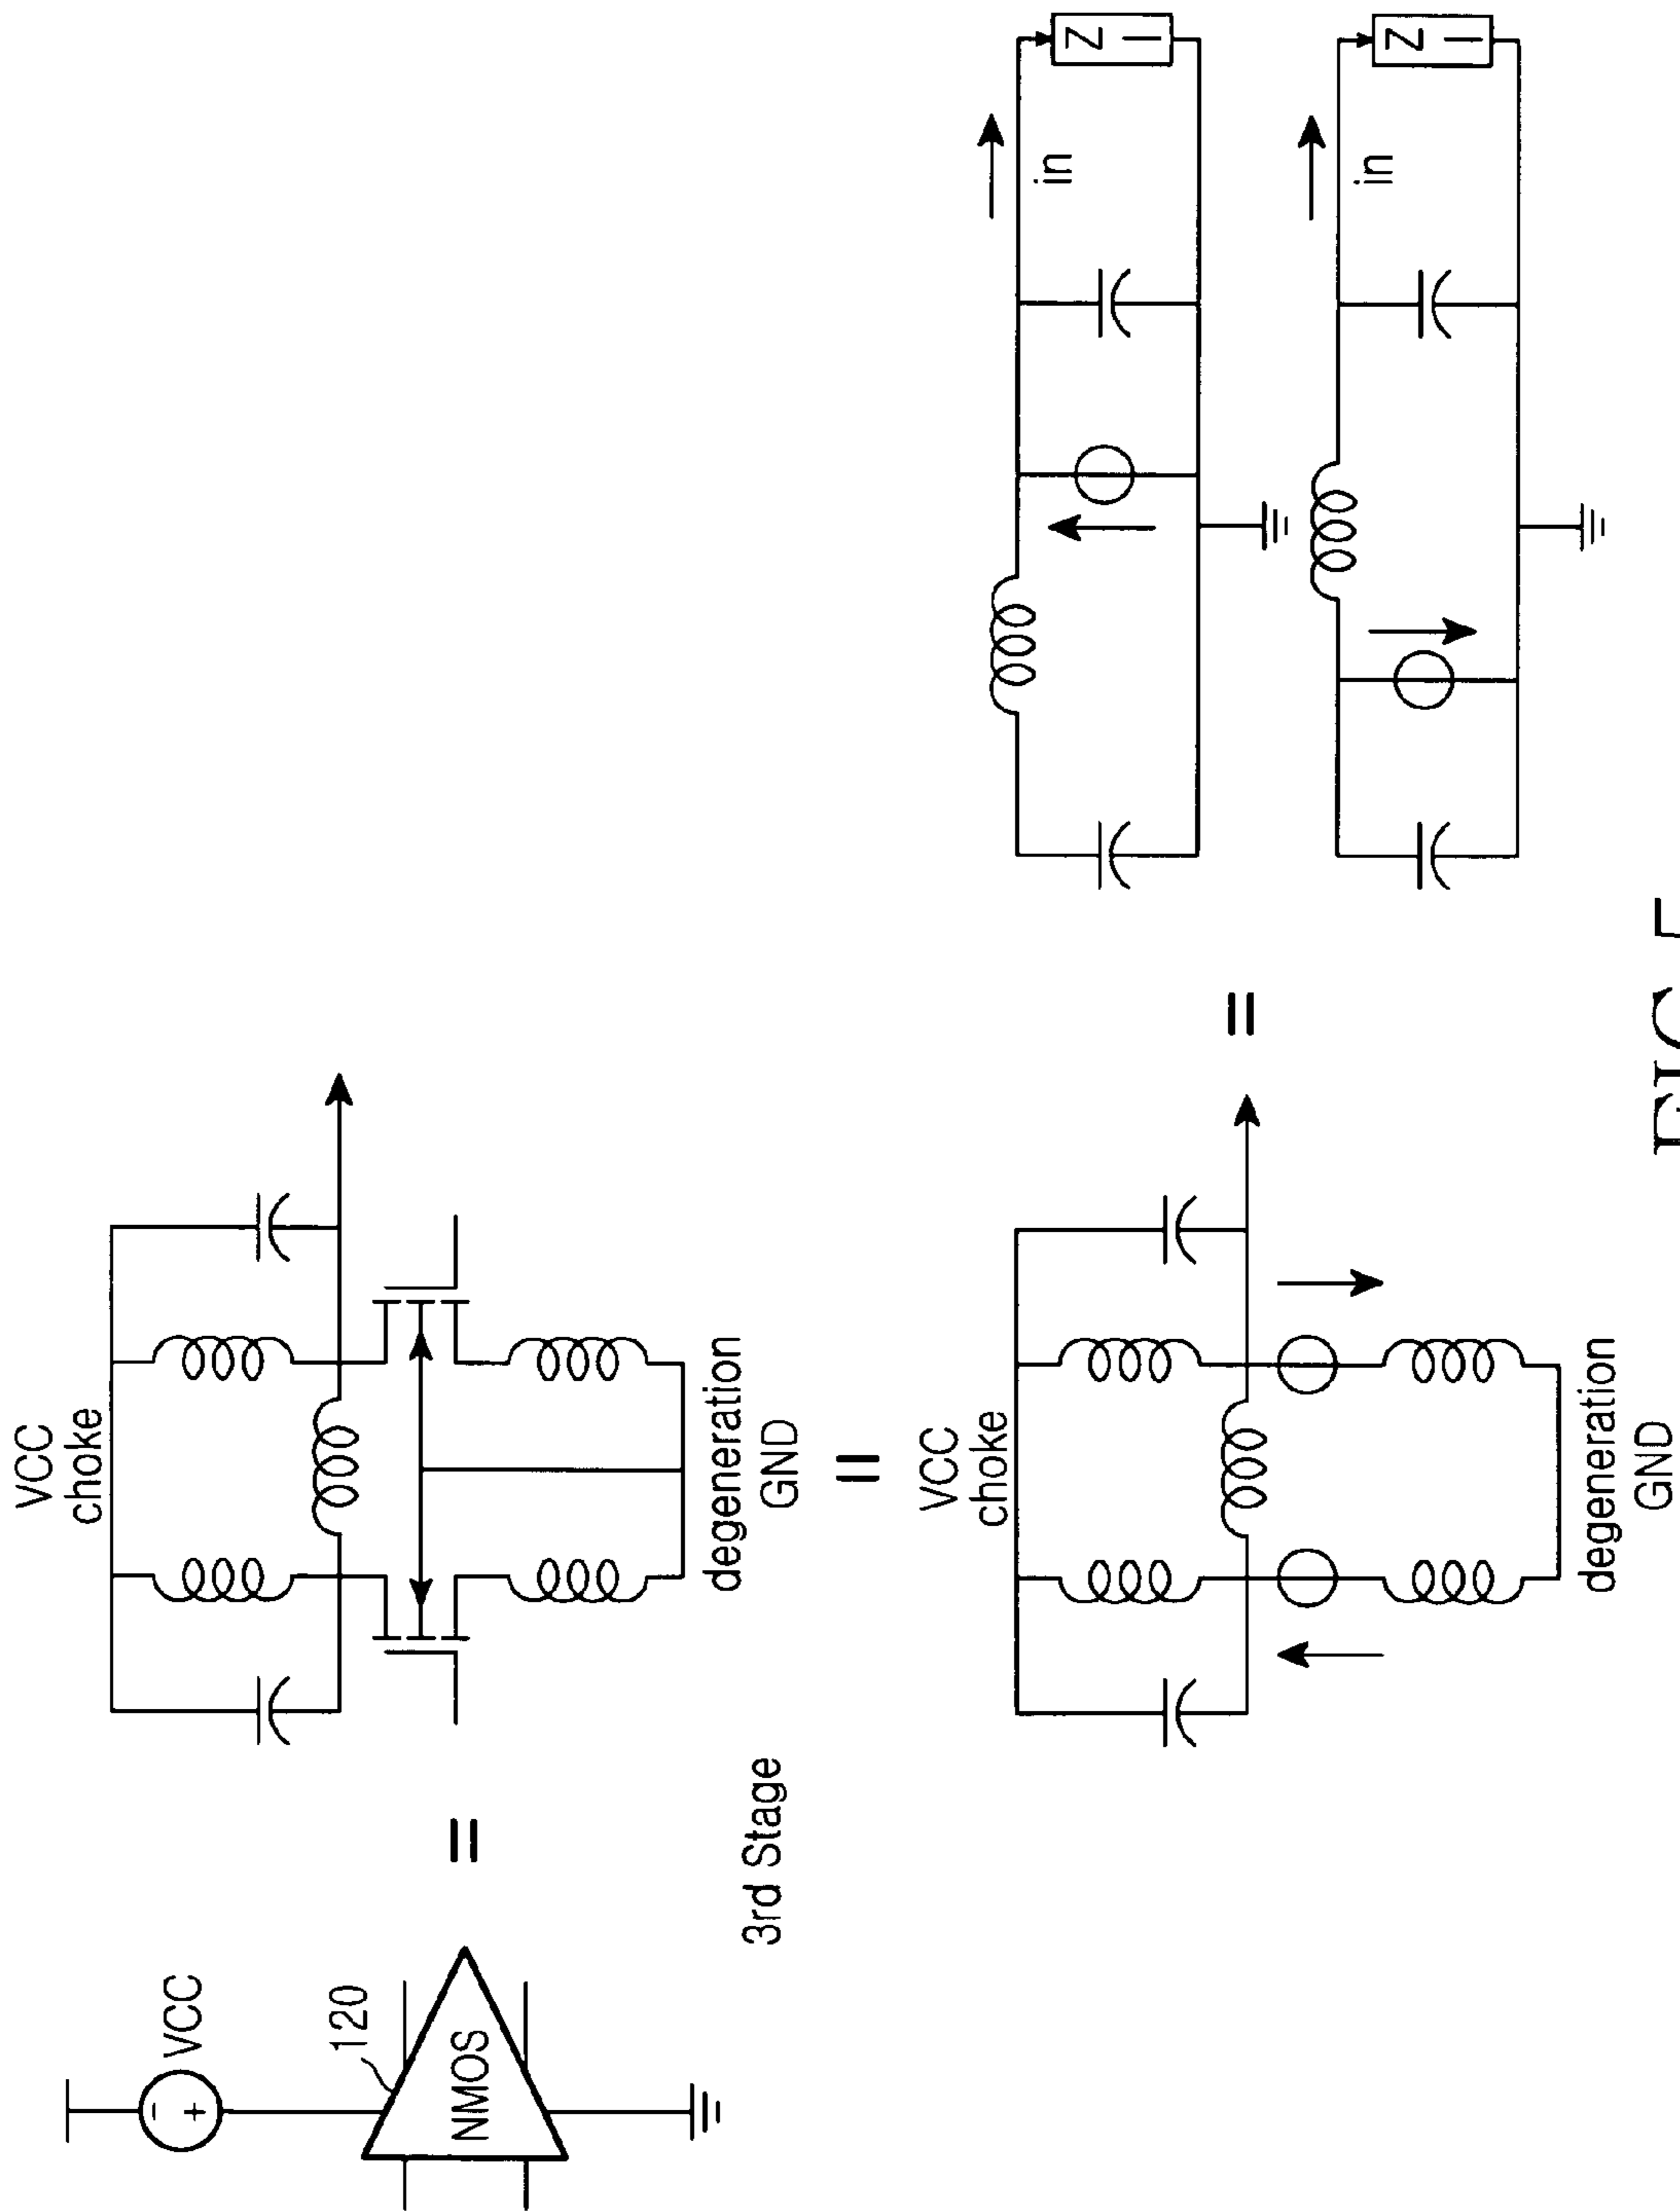 VCC
-
+
120
NMOS
3rd Stage
VCC
choke
degeneration
GND
VCC
choke
degeneration
GND
in
Z
in
Z